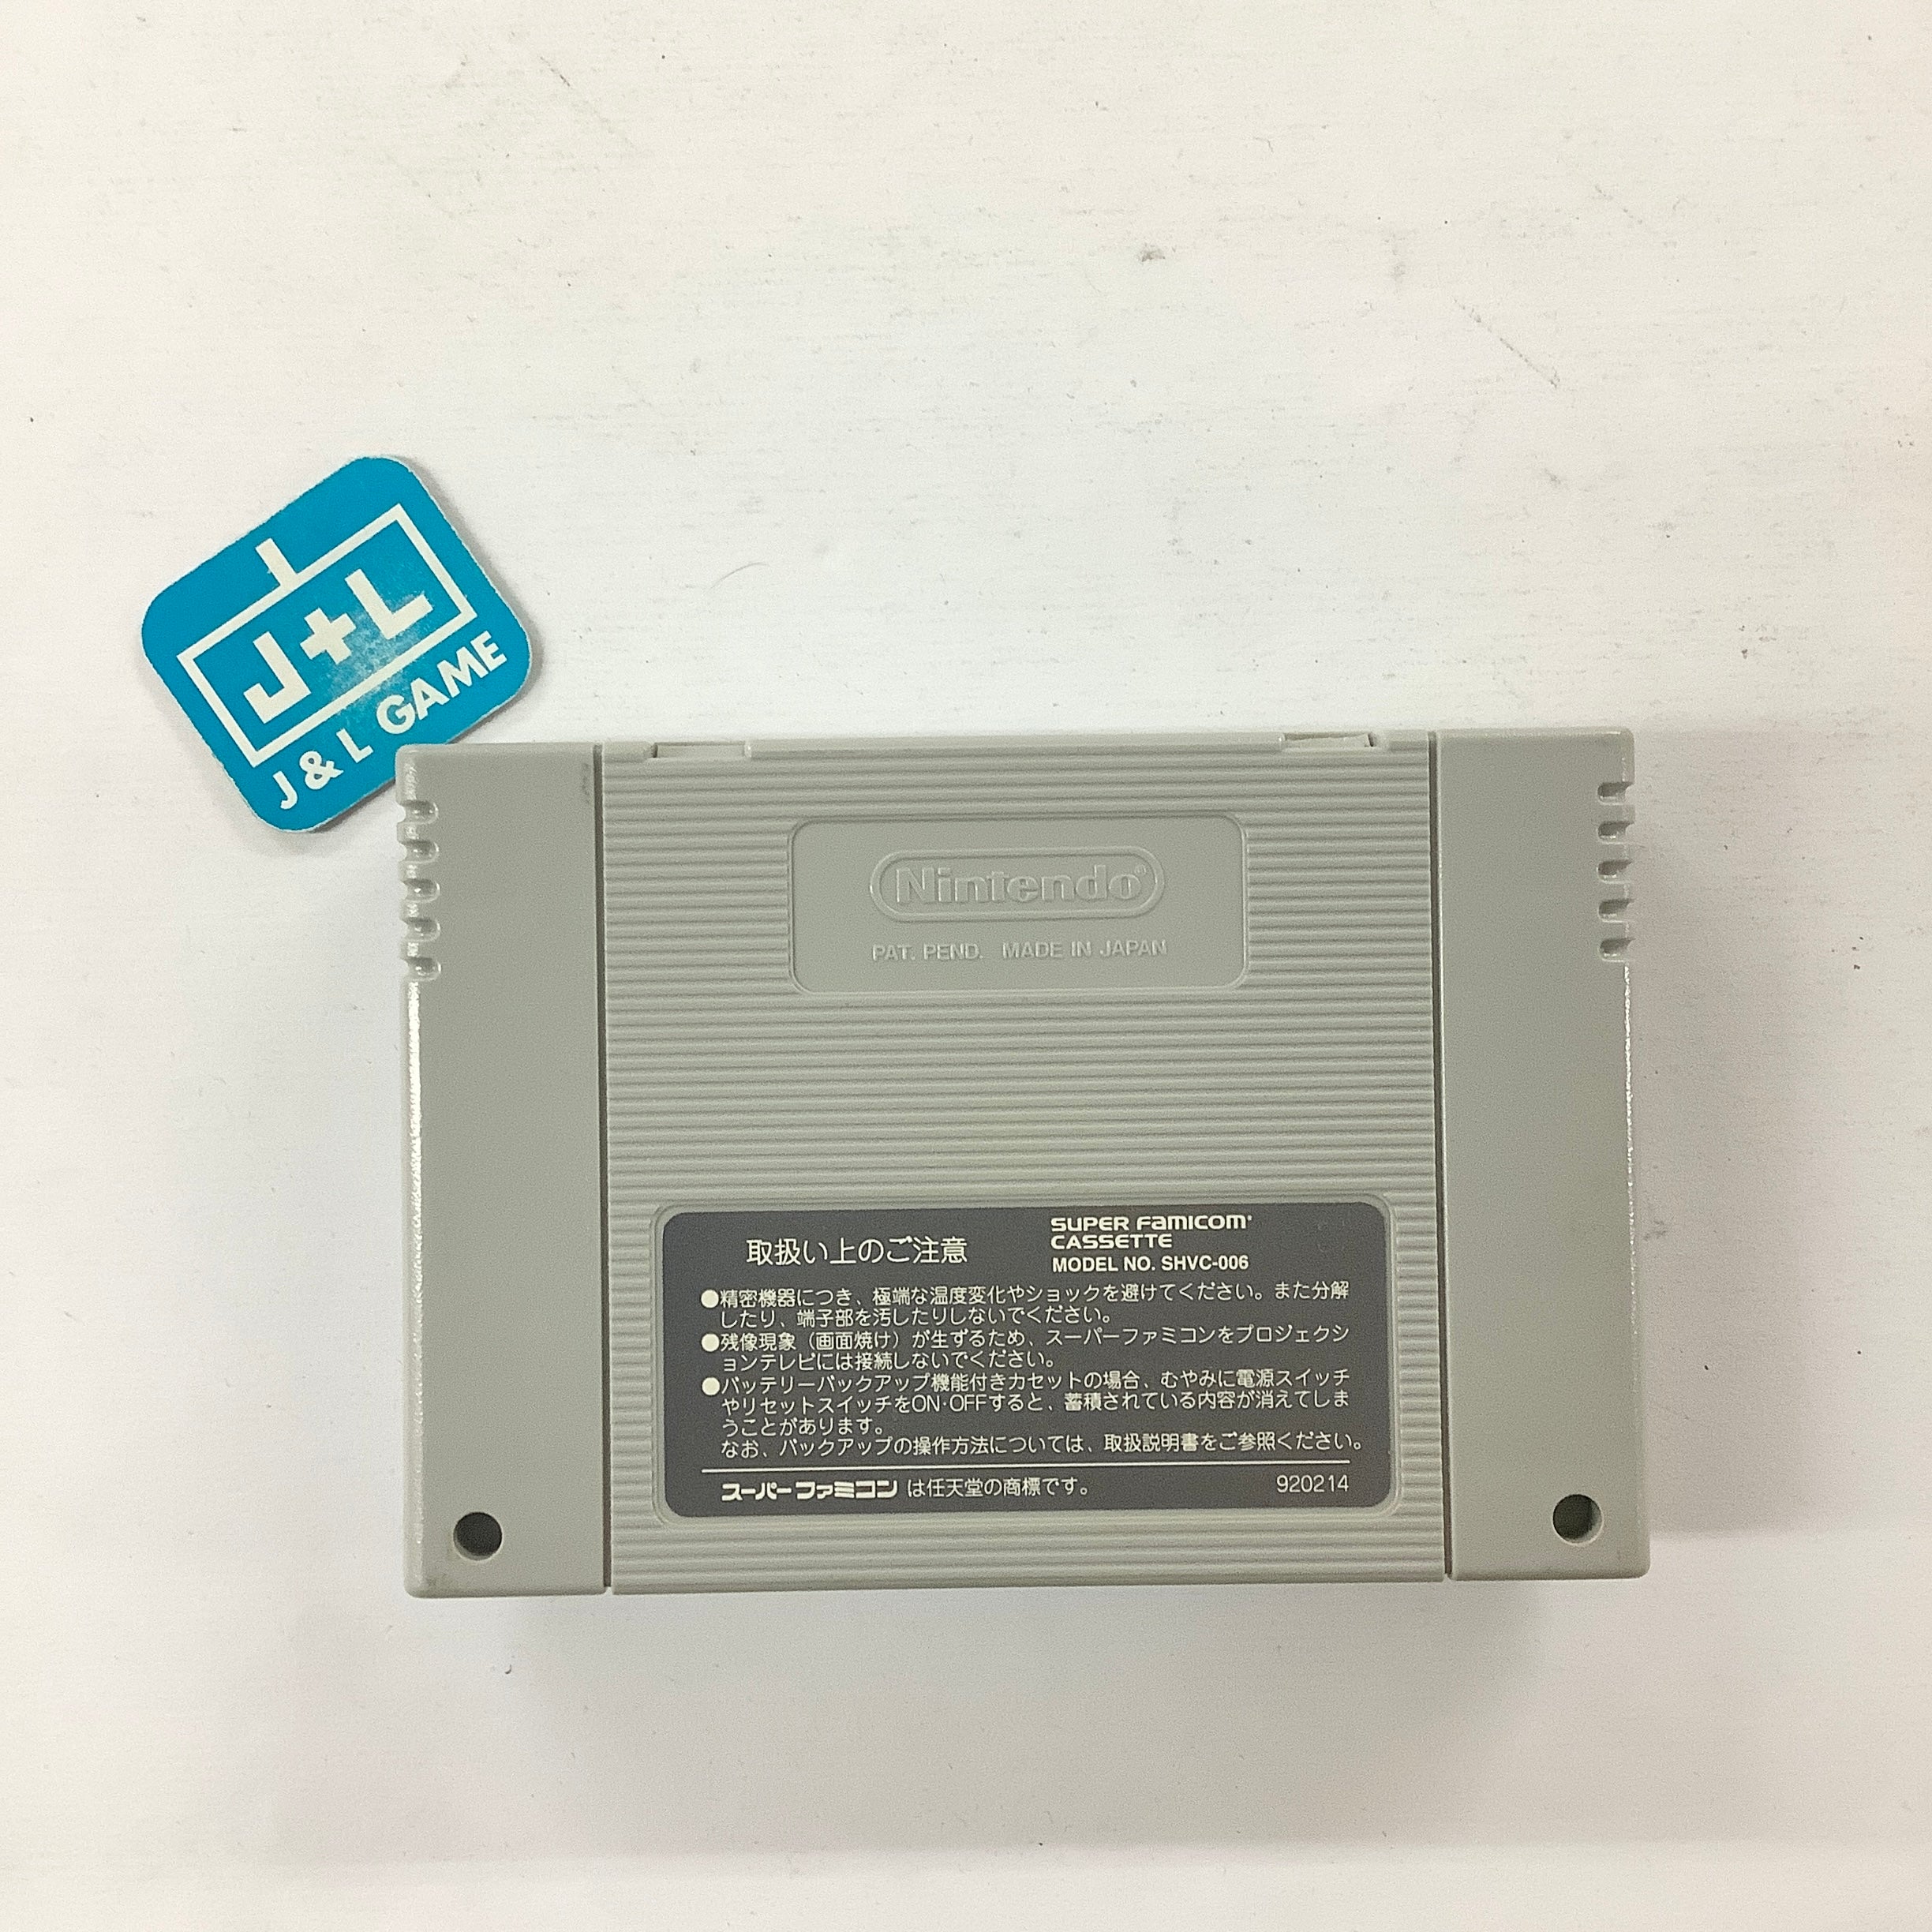 J+L
J & L GAME
Nintendo®
PAT. PEND. MADE IN JAPAN
取扱い上のご注意
SUPER FAMICOM
CASSETTE
MODEL NO. SHVC-006
●精密機器につき、極端な温度変化やショックを避けてください。また分解
したり、端子部を汚したりしないでください。
●残像現象（画面焼け）が生ずるため、スーパーファミコンをプロジェクシ
ョンテレビには接続しないでください。
●バッテリーバックアップ機能付きカセットの場合、むやみに電源スイッチ
やリセットスイッチをON·OFFすると、蓄積されている内容が消えてしま
うことがあります。
なお、バックアップの操作方法については、取扱説明書をご参照ください。
スーパーファミコン は任天堂の商標です。
920214